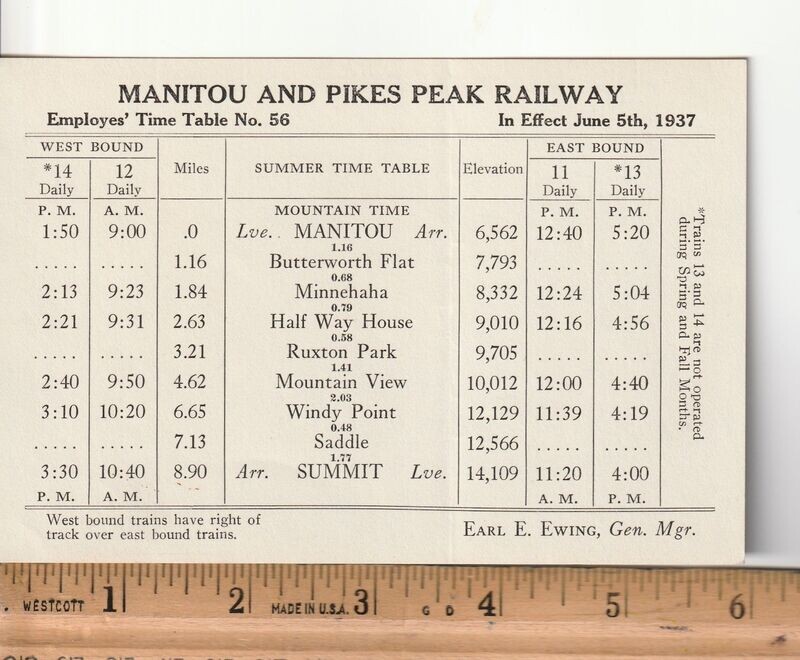 MANITOU AND PIKES PEAK RAILWAY
Employes' Time Table No. 56 In Effect June 5th, 1937
WEST BOUND EAST BOUND
*14 12 Miles SUMMER TIME TABLE Elevation 11 *13
Daily Daily Daily Daily
P. M. A. M. MOUNTAIN TIME P. M. P. M.
1:50 9:00 .0 Lve. . MANITOU Arr. 6,562 12:40 5:20
1.16
..... ..... 1.16 Butterworth Flat 7,793 ..... .....
0.68
2:13 9:23 1.84 Minnehaha 8,332 12:24 5:04
0.79
2:21 9:31 2.63 Half Way House 9,010 12:16 4:56
0.58
..... ..... 3.21 Ruxton Park 9,705 ..... .....
1.41
2:40 9:50 4.62 Mountain View 10,012 12:00 4:40
2.03
3:10 10:20 6.65 Windy Point 12,129 11:39 4:19
0.48
..... ..... 7.13 Saddle 12,566 ..... .....
1.77
3:30 10:40 8.90 Arr. SUMMIT Lve. 14,109 11:20 4:00
P. M. A. M. A. M. P. M.
*Trains 13 and 14 are not operated
during Spring and Fall Months.
West bound trains have right of
track over east bound trains.
EARL E. EWING, Gen. Mgr.
WESTCOTT 1 2 MADE IN U.S.A. 3 G D 4 5 6